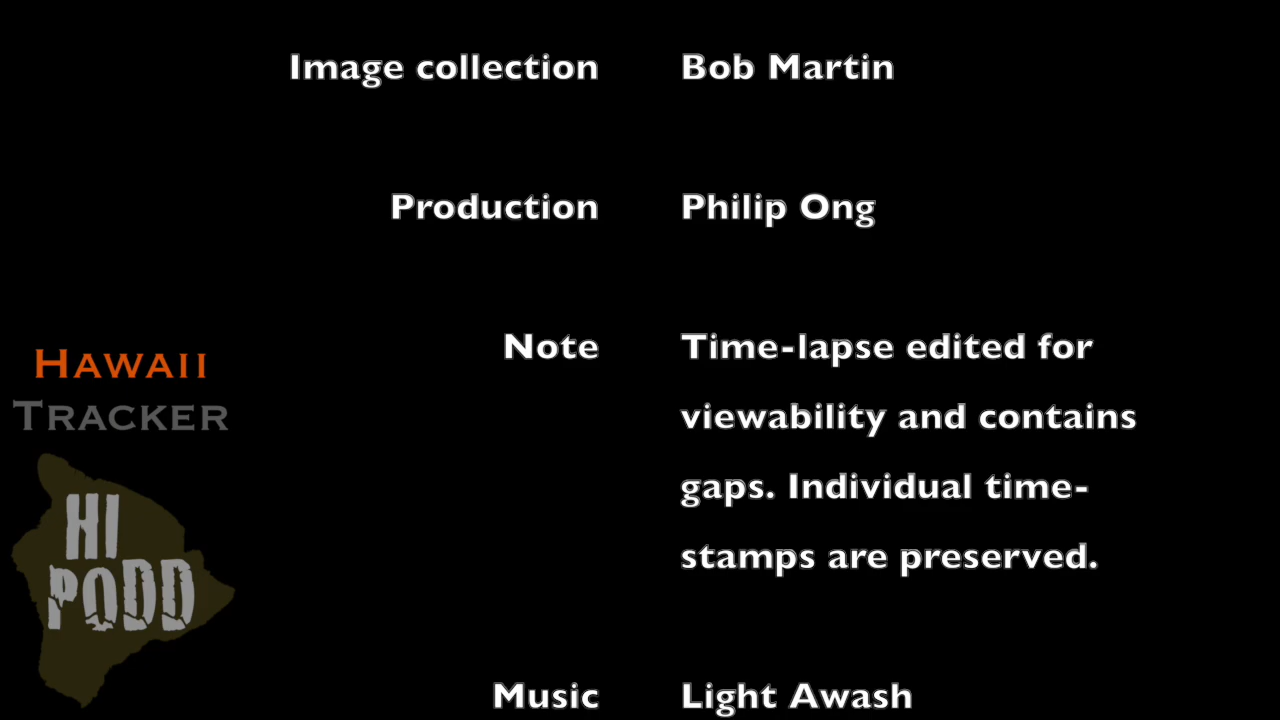 Image collection Bob Martin
Production Philip Ong
Note Time-lapse edited for
viewability and contains
gaps. Individual time-
stamps are preserved.
Music Light Awash
HAWAII
TRACKER
HI
PODD